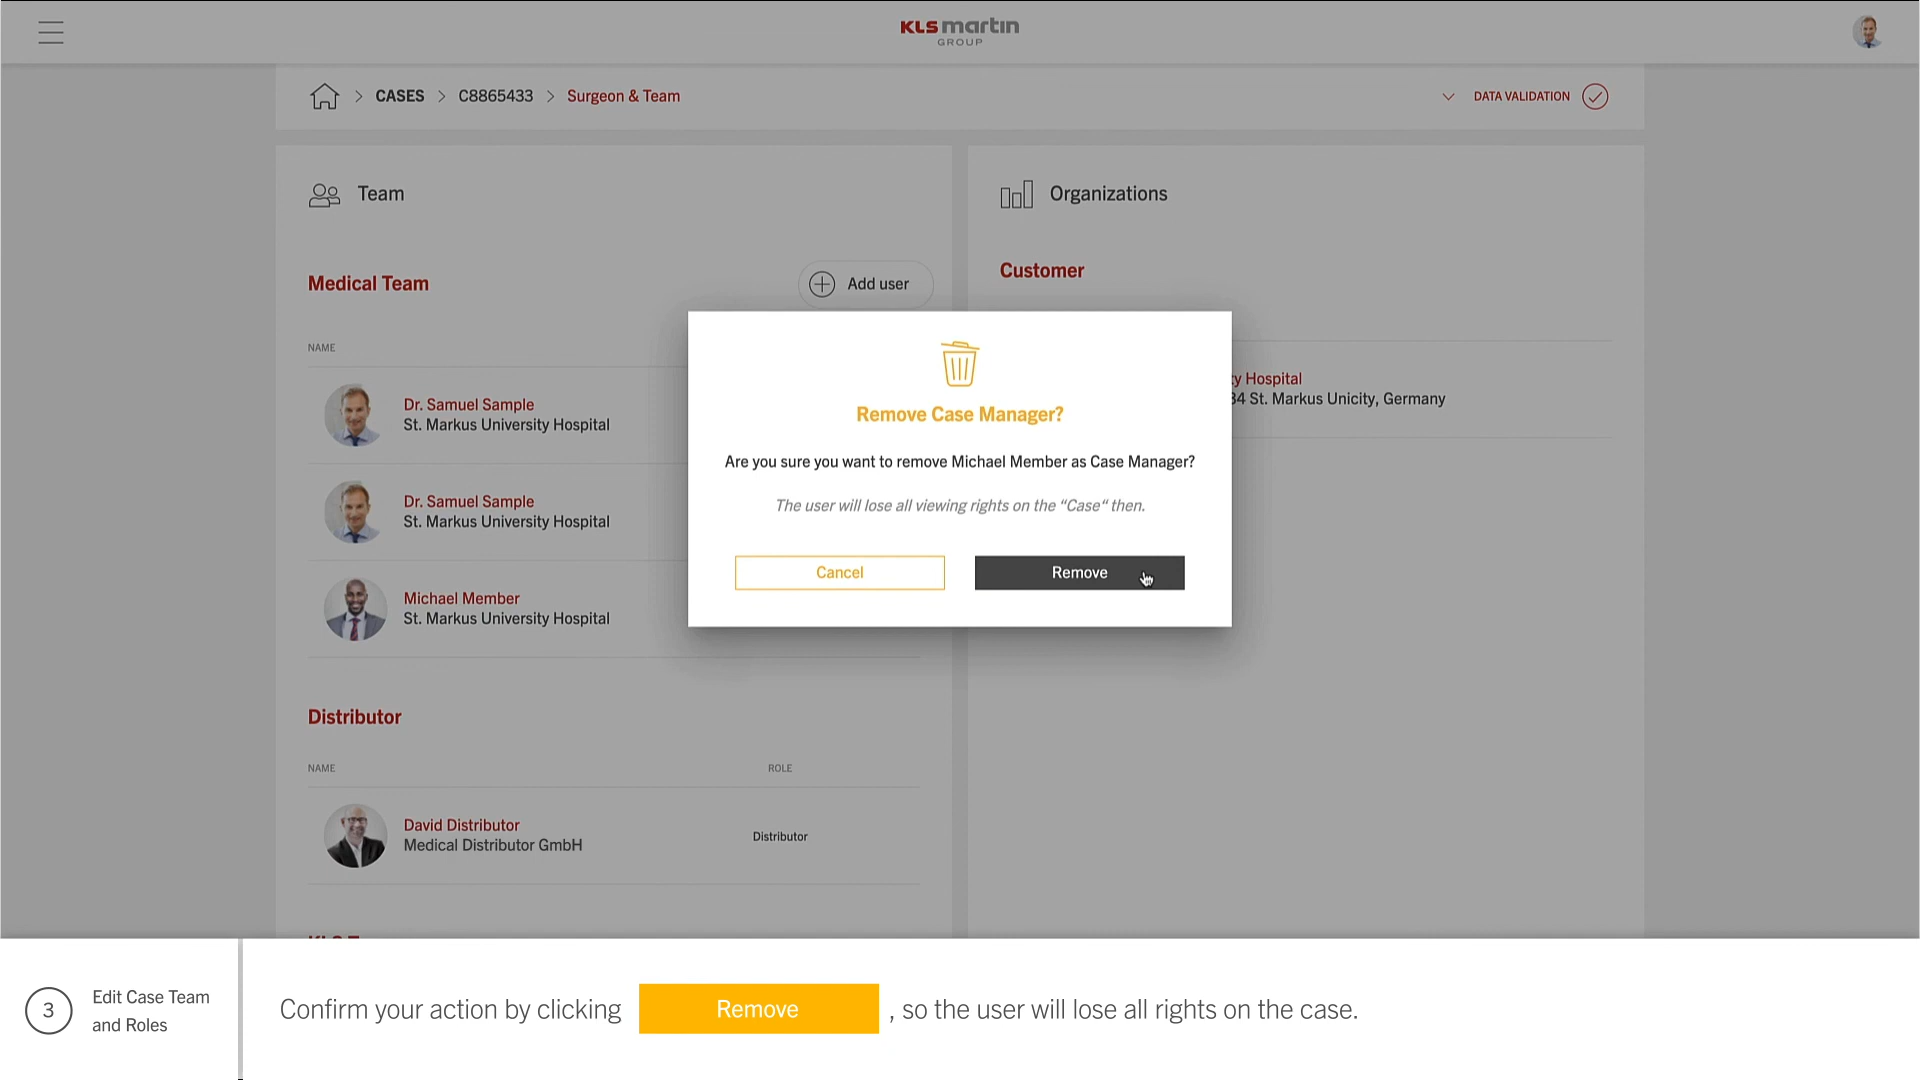 KLS martin
GROUP
CASES
C8865433
Surgeon & Team
DATA VALIDATION
Team
Medical Team
Add user
NAME
Dr. Samuel Sample
St. Markus University Hospital
Dr. Samuel Sample
St. Markus University Hospital
Michael Member
St. Markus University Hospital
Distributor
NAME
ROLE
David Distributor
Medical Distributor GmbH
Distributor
Organizations
Customer
Hospital
St. Markus Unicity, Germany
Remove Case Manager?
Are you sure you want to remove Michael Member as Case Manager?
The user will lose all viewing rights on the “Case“ then.
Cancel
Remove
3
Edit Case Team
and Roles
Confirm your action by clicking Remove , so the user will lose all rights on the case.